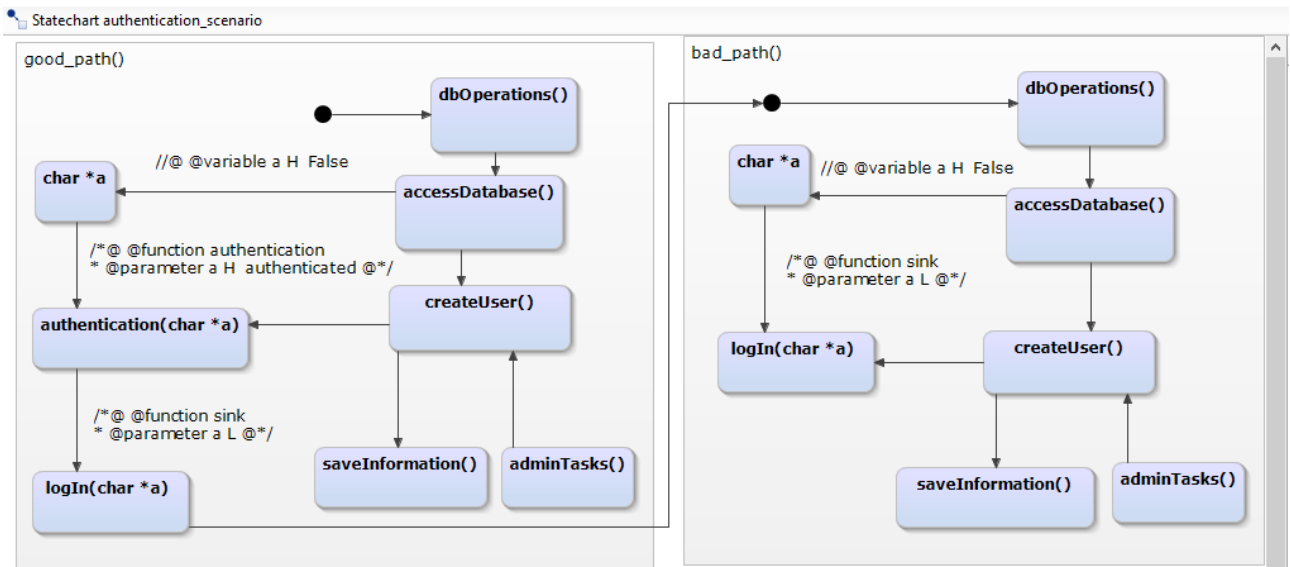 Statechart authentication_scenario
good_path()
dbOperations()
//@ @variable a H  False
char *a
accessDatabase()
/*@ @function authentication
* @parameter a H  authenticated @*/
createUser()
authentication(char *a)
/*@ @function sink
* @parameter a L @*/
saveInformation()
adminTasks()
logIn(char *a)
bad_path()
dbOperations()
char *a
//@ @variable a H  False
accessDatabase()
/*@ @function sink
* @parameter a L @*/
logIn(char *a)
createUser()
saveInformation()
adminTasks()